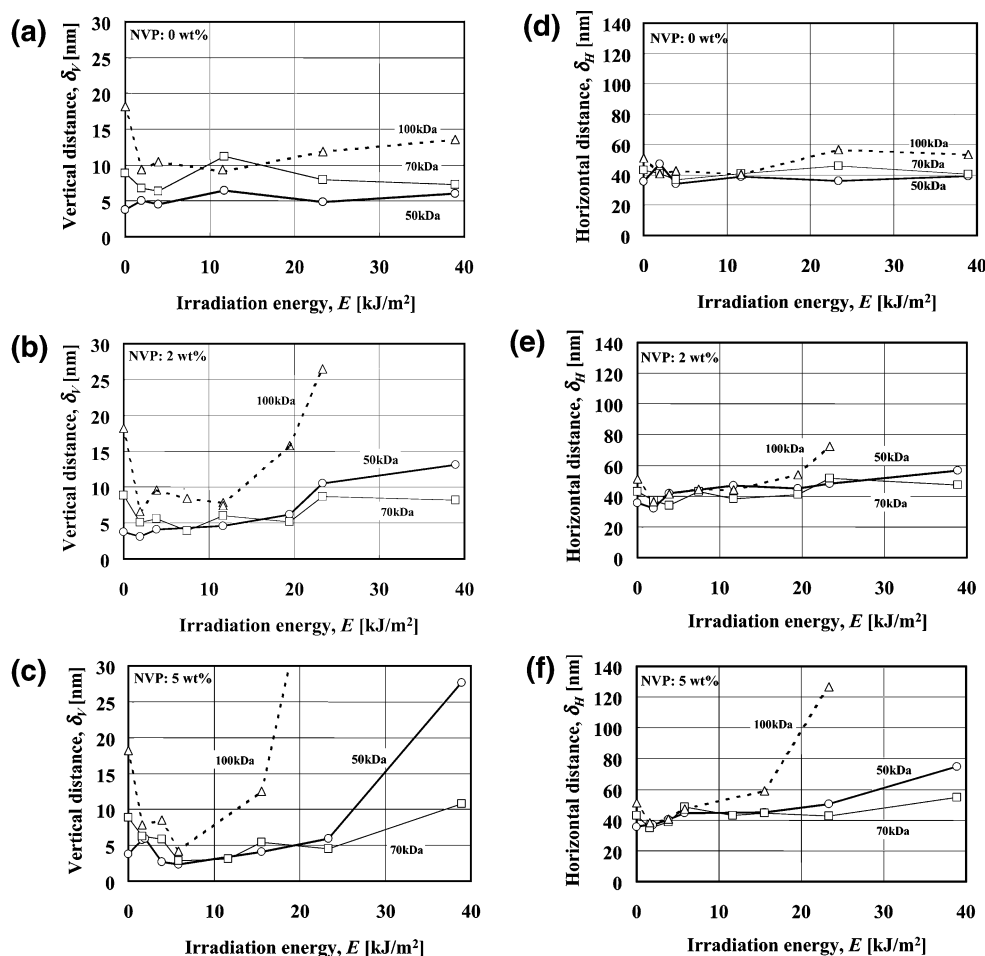 (a)
NVP: 0 wt%
Vertical distance, δV [nm]
30
25
20
15
10
5
0
100kDa
70kDa
50kDa
0 10 20 30 40
Irradiation energy, E [kJ/m²]
(d)
NVP: 0 wt%
Horizontal distance, δH [nm]
140
120
100
80
60
40
20
0
100kDa
70kDa
50kDa
0 10 20 30 40
Irradiation energy, E [kJ/m²]
(b)
NVP: 2 wt%
Vertical distance, δV [nm]
30
25
20
15
10
5
0
100kDa
50kDa
70kDa
0 10 20 30 40
Irradiation energy, E [kJ/m²]
(e)
NVP: 2 wt%
Horizontal distance, δH [nm]
140
120
100
80
60
40
20
0
100kDa
50kDa
70kDa
0 10 20 30 40
Irradiation energy, E [kJ/m²]
(c)
NVP: 5 wt%
Vertical distance, δV [nm]
30
25
20
15
10
5
0
100kDa
50kDa
70kDa
0 10 20 30 40
Irradiation energy, E [kJ/m²]
(f)
NVP: 5 wt%
Horizontal distance, δH [nm]
140
120
100
80
60
40
20
0
100kDa
50kDa
70kDa
0 10 20 30 40
Irradiation energy, E [kJ/m²]